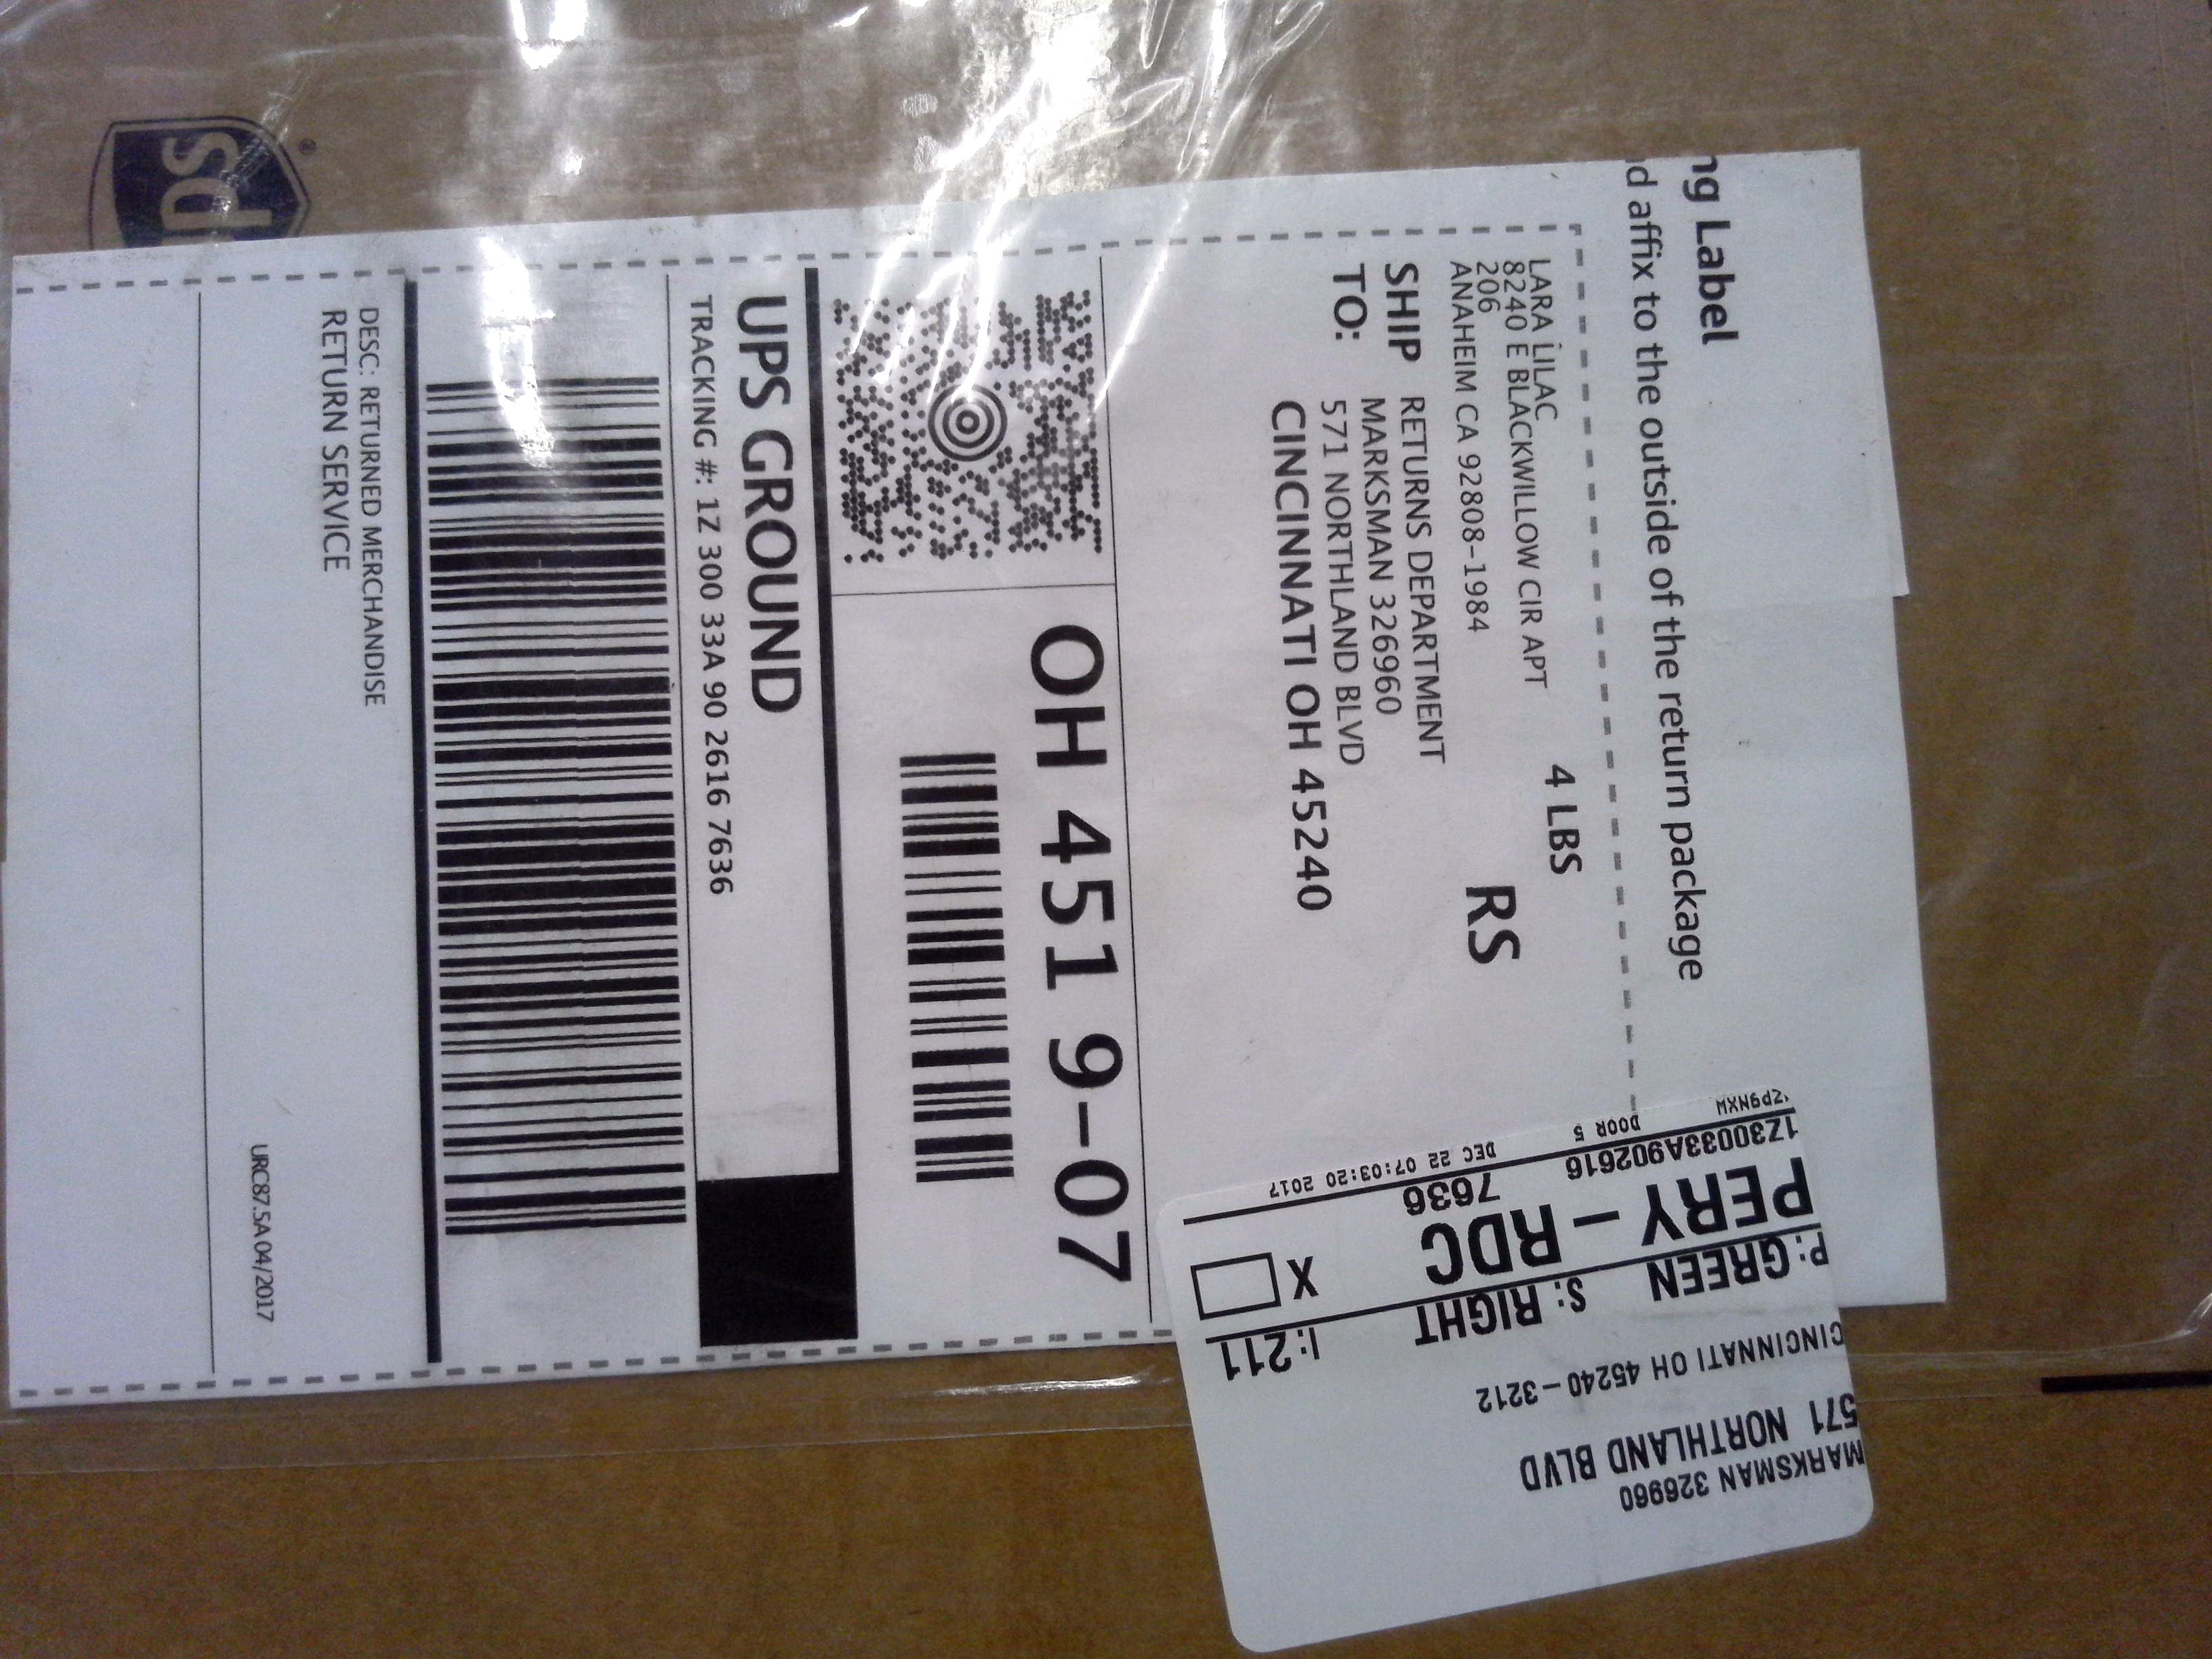 ps
®
ng Label
d affix to the outside of the return package
LARA LILAC
8240 E BLACKWILLOW CIR APT
206
ANAHEIM CA 92808-1984
4 LBS
RS
SHIP
TO:
RETURNS DEPARTMENT
MARKSMAN 326960
571 NORTHLAND BLVD
CINCINNATI OH 45240
OH 451 9-07
UPS GROUND
TRACKING #: 1Z 300 33A 90 2616 7636
DESC: RETURNED MERCHANDISE
RETURN SERVICE
URC87.5A 04/2017
MARKSMAN 326960
571 NORTHLAND BLVD
CINCINNATI OH 45240-3212
P: GREEN S: RIGHT I:211
PERY - RDC X
1Z30033A902616 7636
DOOR 5 DEC 22 07:03:20 2017